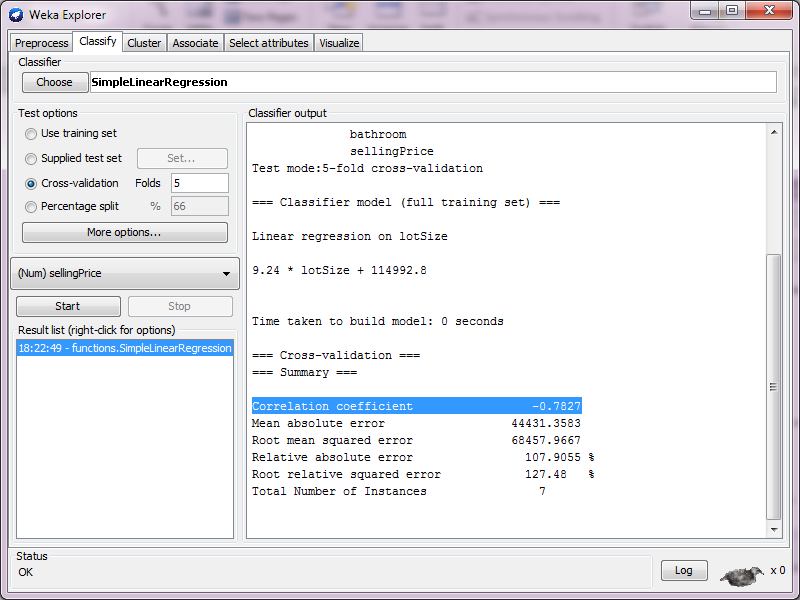 Weka Explorer
Preprocess Classify Cluster Associate Select attributes Visualize
Classifier
Choose SimpleLinearRegression
Test options
Use training set
Supplied test set Set...
Cross-validation Folds 5
Percentage split % 66
More options...
(Num) sellingPrice
Start Stop
Result list (right-click for options)
18:22:49 - functions.SimpleLinearRegression
Classifier output
bathroom
sellingPrice
Test mode:5-fold cross-validation
=== Classifier model (full training set) ===
Linear regression on lotSize
9.24 * lotSize + 114992.8
Time taken to build model: 0 seconds
=== Cross-validation ===
=== Summary ===
Correlation coefficient -0.7827
Mean absolute error 44431.3583
Root mean squared error 68457.9667
Relative absolute error 107.9055 %
Root relative squared error 127.48 %
Total Number of Instances 7
Status
OK
Log x 0